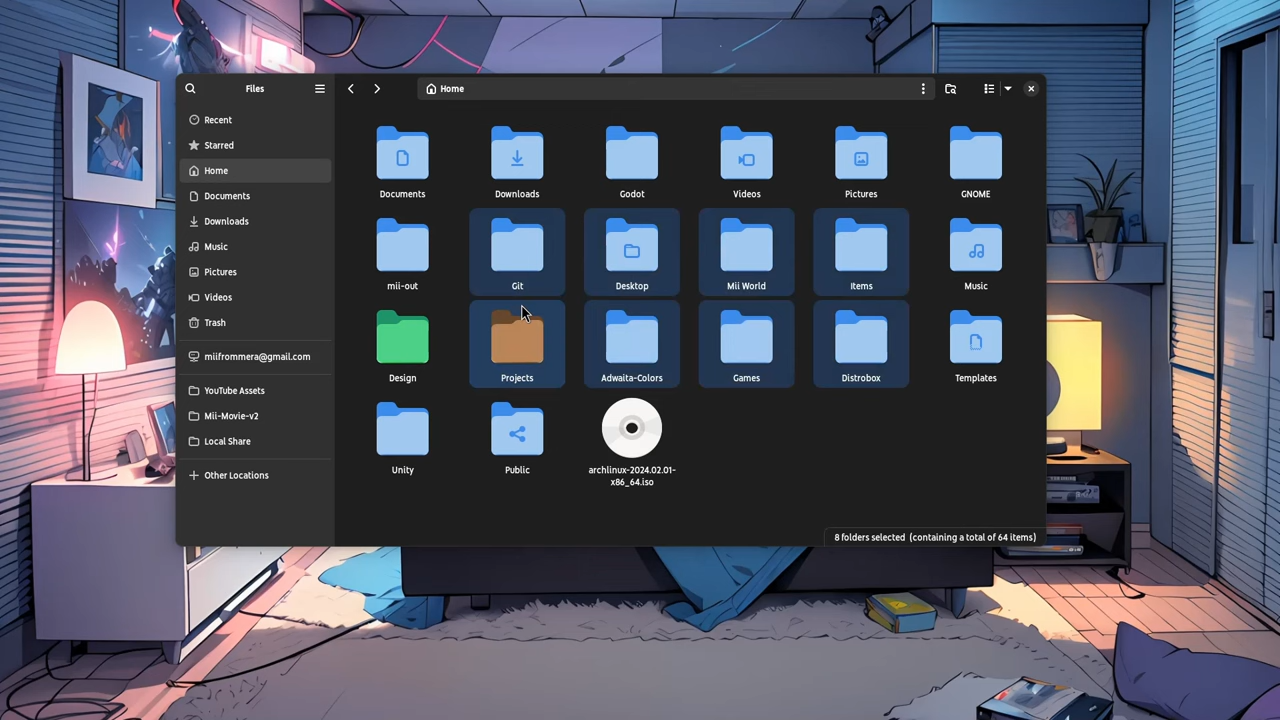 Files
Home
Recent
Starred
Home
Documents
Downloads
Music
Pictures
Videos
Trash
miifrommera@gmail.com
YouTube Assets
Mii-Movie-v2
Local Share
Other Locations
Documents
Downloads
Godot
Videos
Pictures
GNOME
mii-out
Git
Desktop
Mii World
Items
Music
Design
Projects
Adwaita-Colors
Games
Distrobox
Templates
Unity
Public
archlinux-2024.02.01-
x86_64.iso
8 folders selected (containing a total of 64 items)